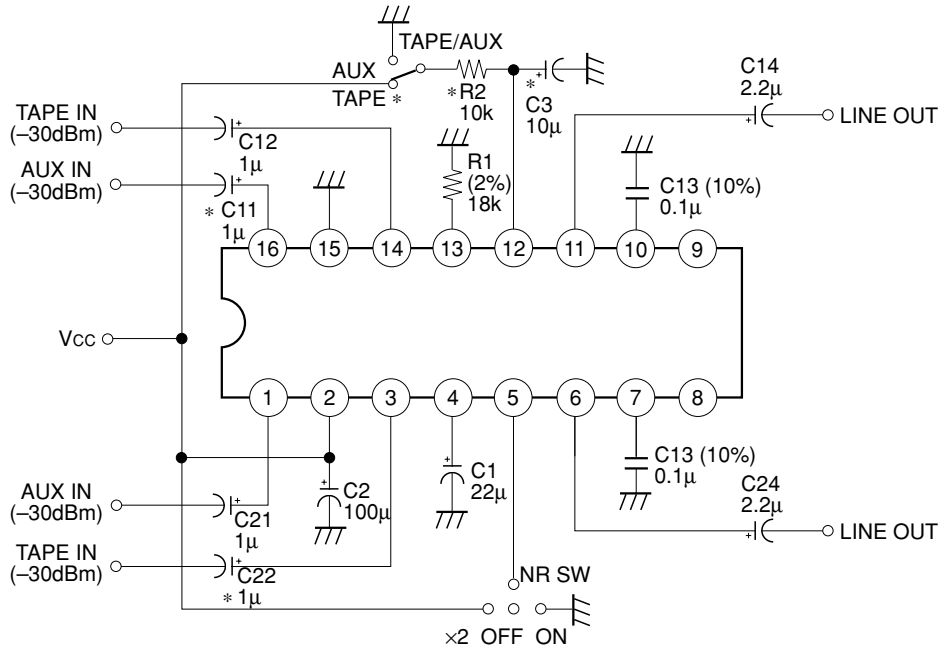 TAPE/AUX
AUX
TAPE *
* R2
10k
*
C3
10μ
C14
2.2μ
LINE OUT
TAPE IN
(–30dBm)
C12
1μ
AUX IN
(–30dBm)
* C11
1μ
R1
(2%)
18k
C13 (10%)
0.1μ
16 15 14 13 12 11 10 9
Vcc
1 2 3 4 5 6 7 8
C2
100μ
C1
22μ
C13 (10%)
0.1μ
C24
2.2μ
LINE OUT
AUX IN
(–30dBm)
C21
1μ
TAPE IN
(–30dBm)
C22
* 1μ
NR SW
×2 OFF ON